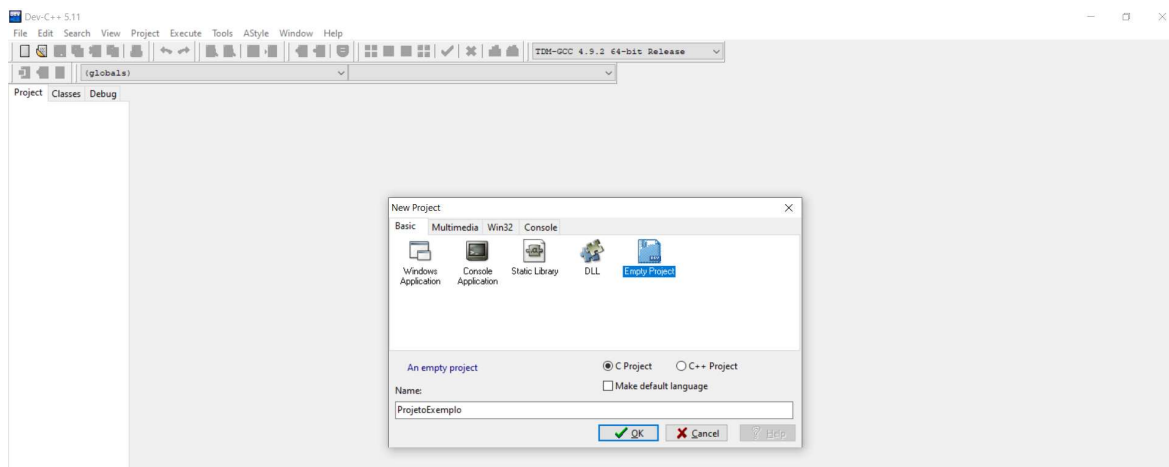 Dev-C++ 5.11
File Edit Search View Project Execute Tools AStyle Window Help
TDM-GCC 4.9.2 64-bit Release
(globals)
Project Classes Debug
New Project
Basic Multimedia Win32 Console
Windows Application
Console Application
Static Library
DLL
Empty Project
An empty project
C Project C++ Project
Make default language
Name:
ProjetoExemplo
OK Cancel Help